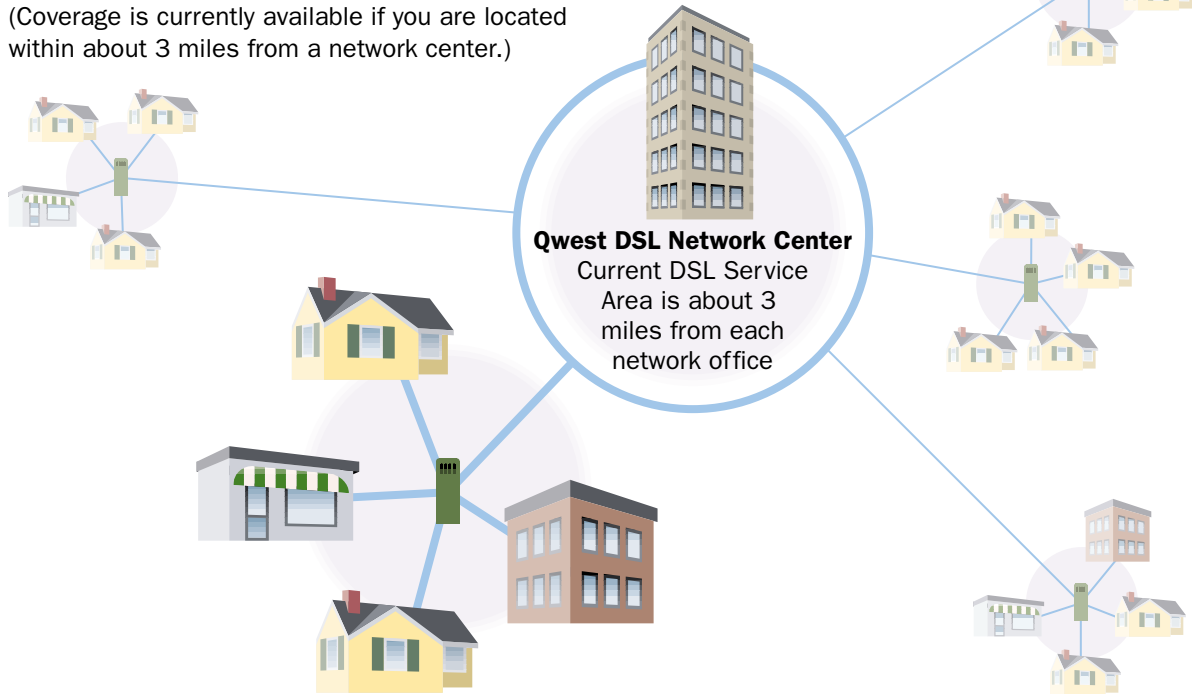 (Coverage is currently available if you are located
within about 3 miles from a network center.)
Qwest DSL Network Center
Current DSL Service
Area is about 3
miles from each
network office